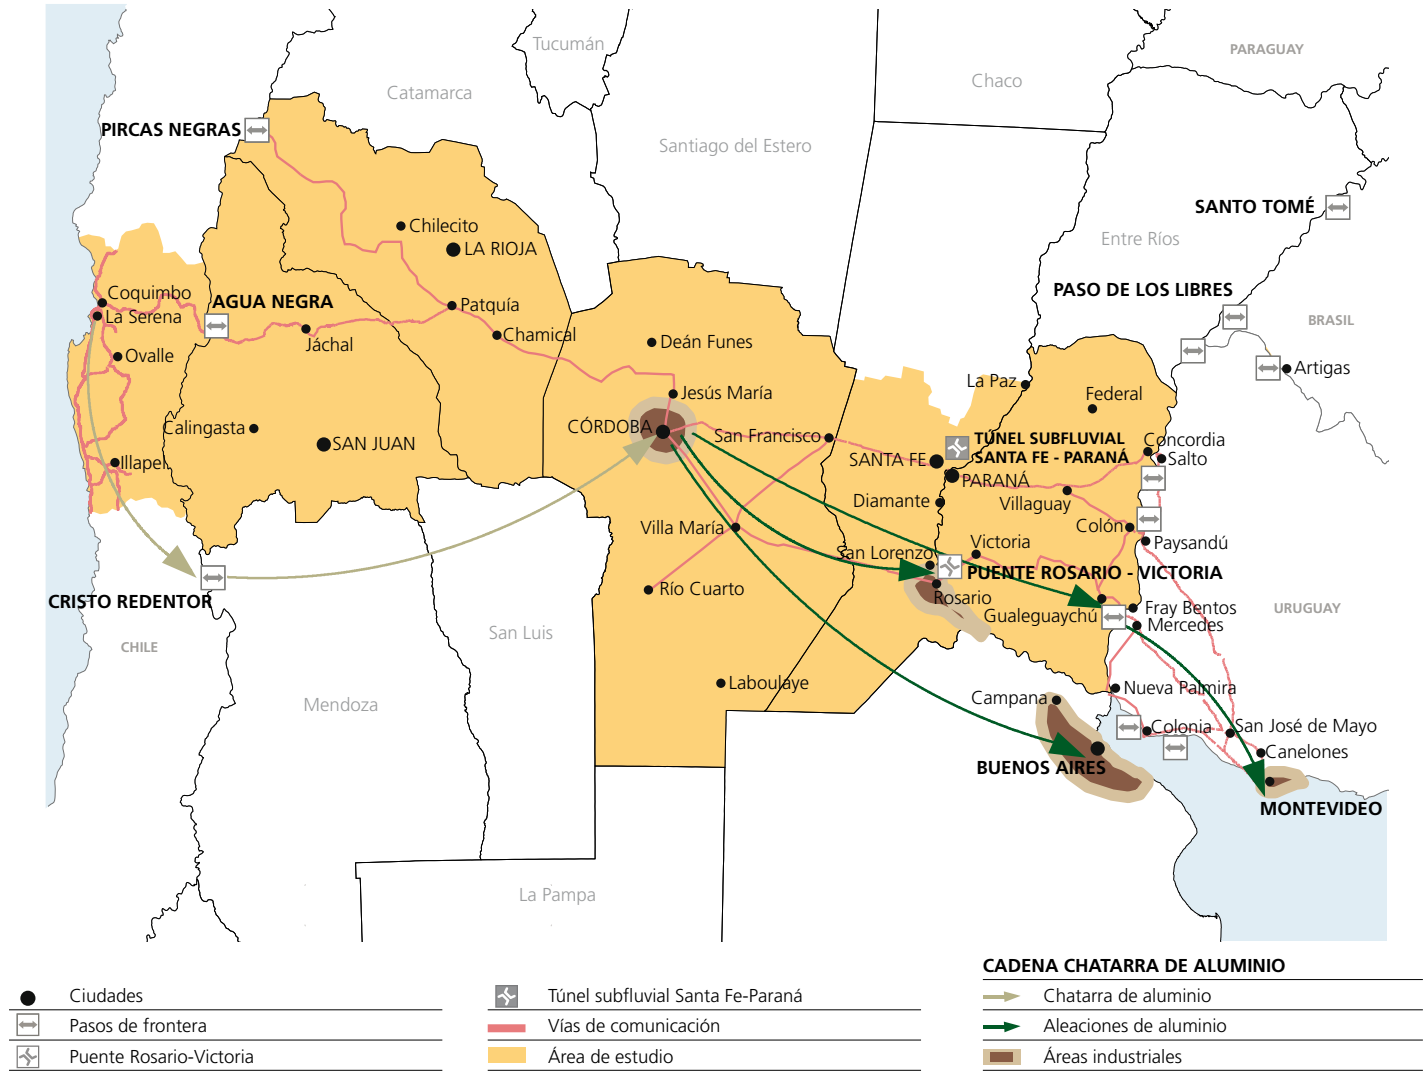 Tucumán
PARAGUAY
Chaco
Catamarca
PIRCAS NEGRAS
Santiago del Estero
SANTO TOMÉ
Chilecito
LA RIOJA
Entre Ríos
PASO DE LOS LIBRES
Coquimbo
La Serena
AGUA NEGRA
Patquía
BRASIL
Chamical
Jáchal
Deán Funes
Ovalle
Artigas
La Paz
Jesús María
Federal
Calingasta
SAN JUAN
CÓRDOBA
San Francisco
TÚNEL SUBFLUVIAL
SANTA FE - PARANÁ
Concordia
Salto
Illapel
SANTA FE
PARANÁ
Diamante
Villaguay
Villa María
Colón
Paysandú
Victoria
San Lorenzo
PUENTE ROSARIO - VICTORIA
CRISTO REDENTOR
Río Cuarto
Rosario
Gualeguaychú
Fray Bentos
Mercedes
URUGUAY
CHILE
San Luis
Laboulaye
Nueva Palmira
Mendoza
Campana
Colonia
San José de Mayo
Canelones
BUENOS AIRES
MONTEVIDEO
La Pampa
Ciudades
Pasos de frontera
Puente Rosario-Victoria
Túnel subfluvial Santa Fe-Paraná
Vías de comunicación
Área de estudio
CADENA CHATARRA DE ALUMINIO
Chatarra de aluminio
Aleaciones de aluminio
Áreas industriales